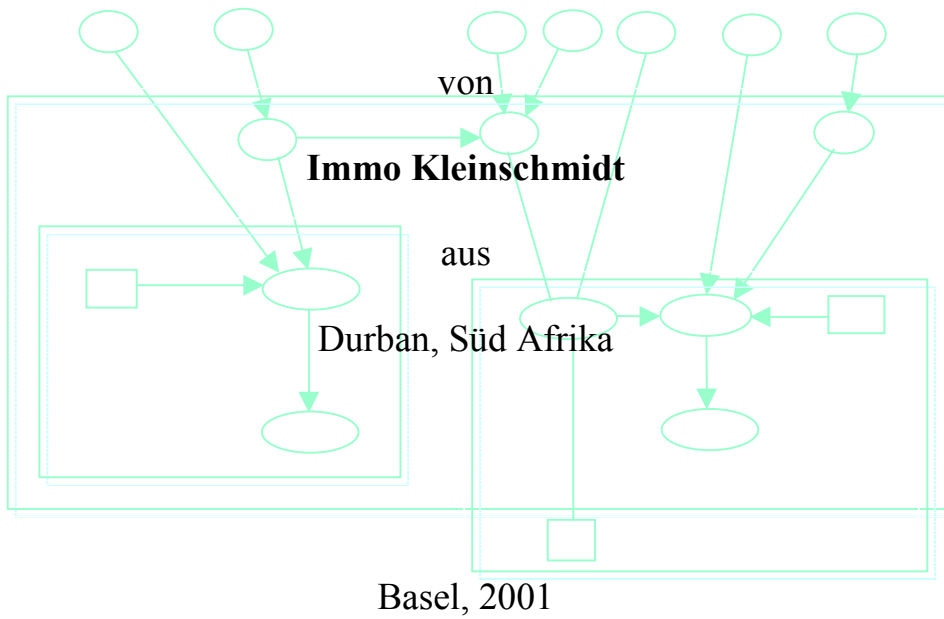 von
Immo Kleinschmidt
aus
Durban, Süd Afrika
Basel, 2001